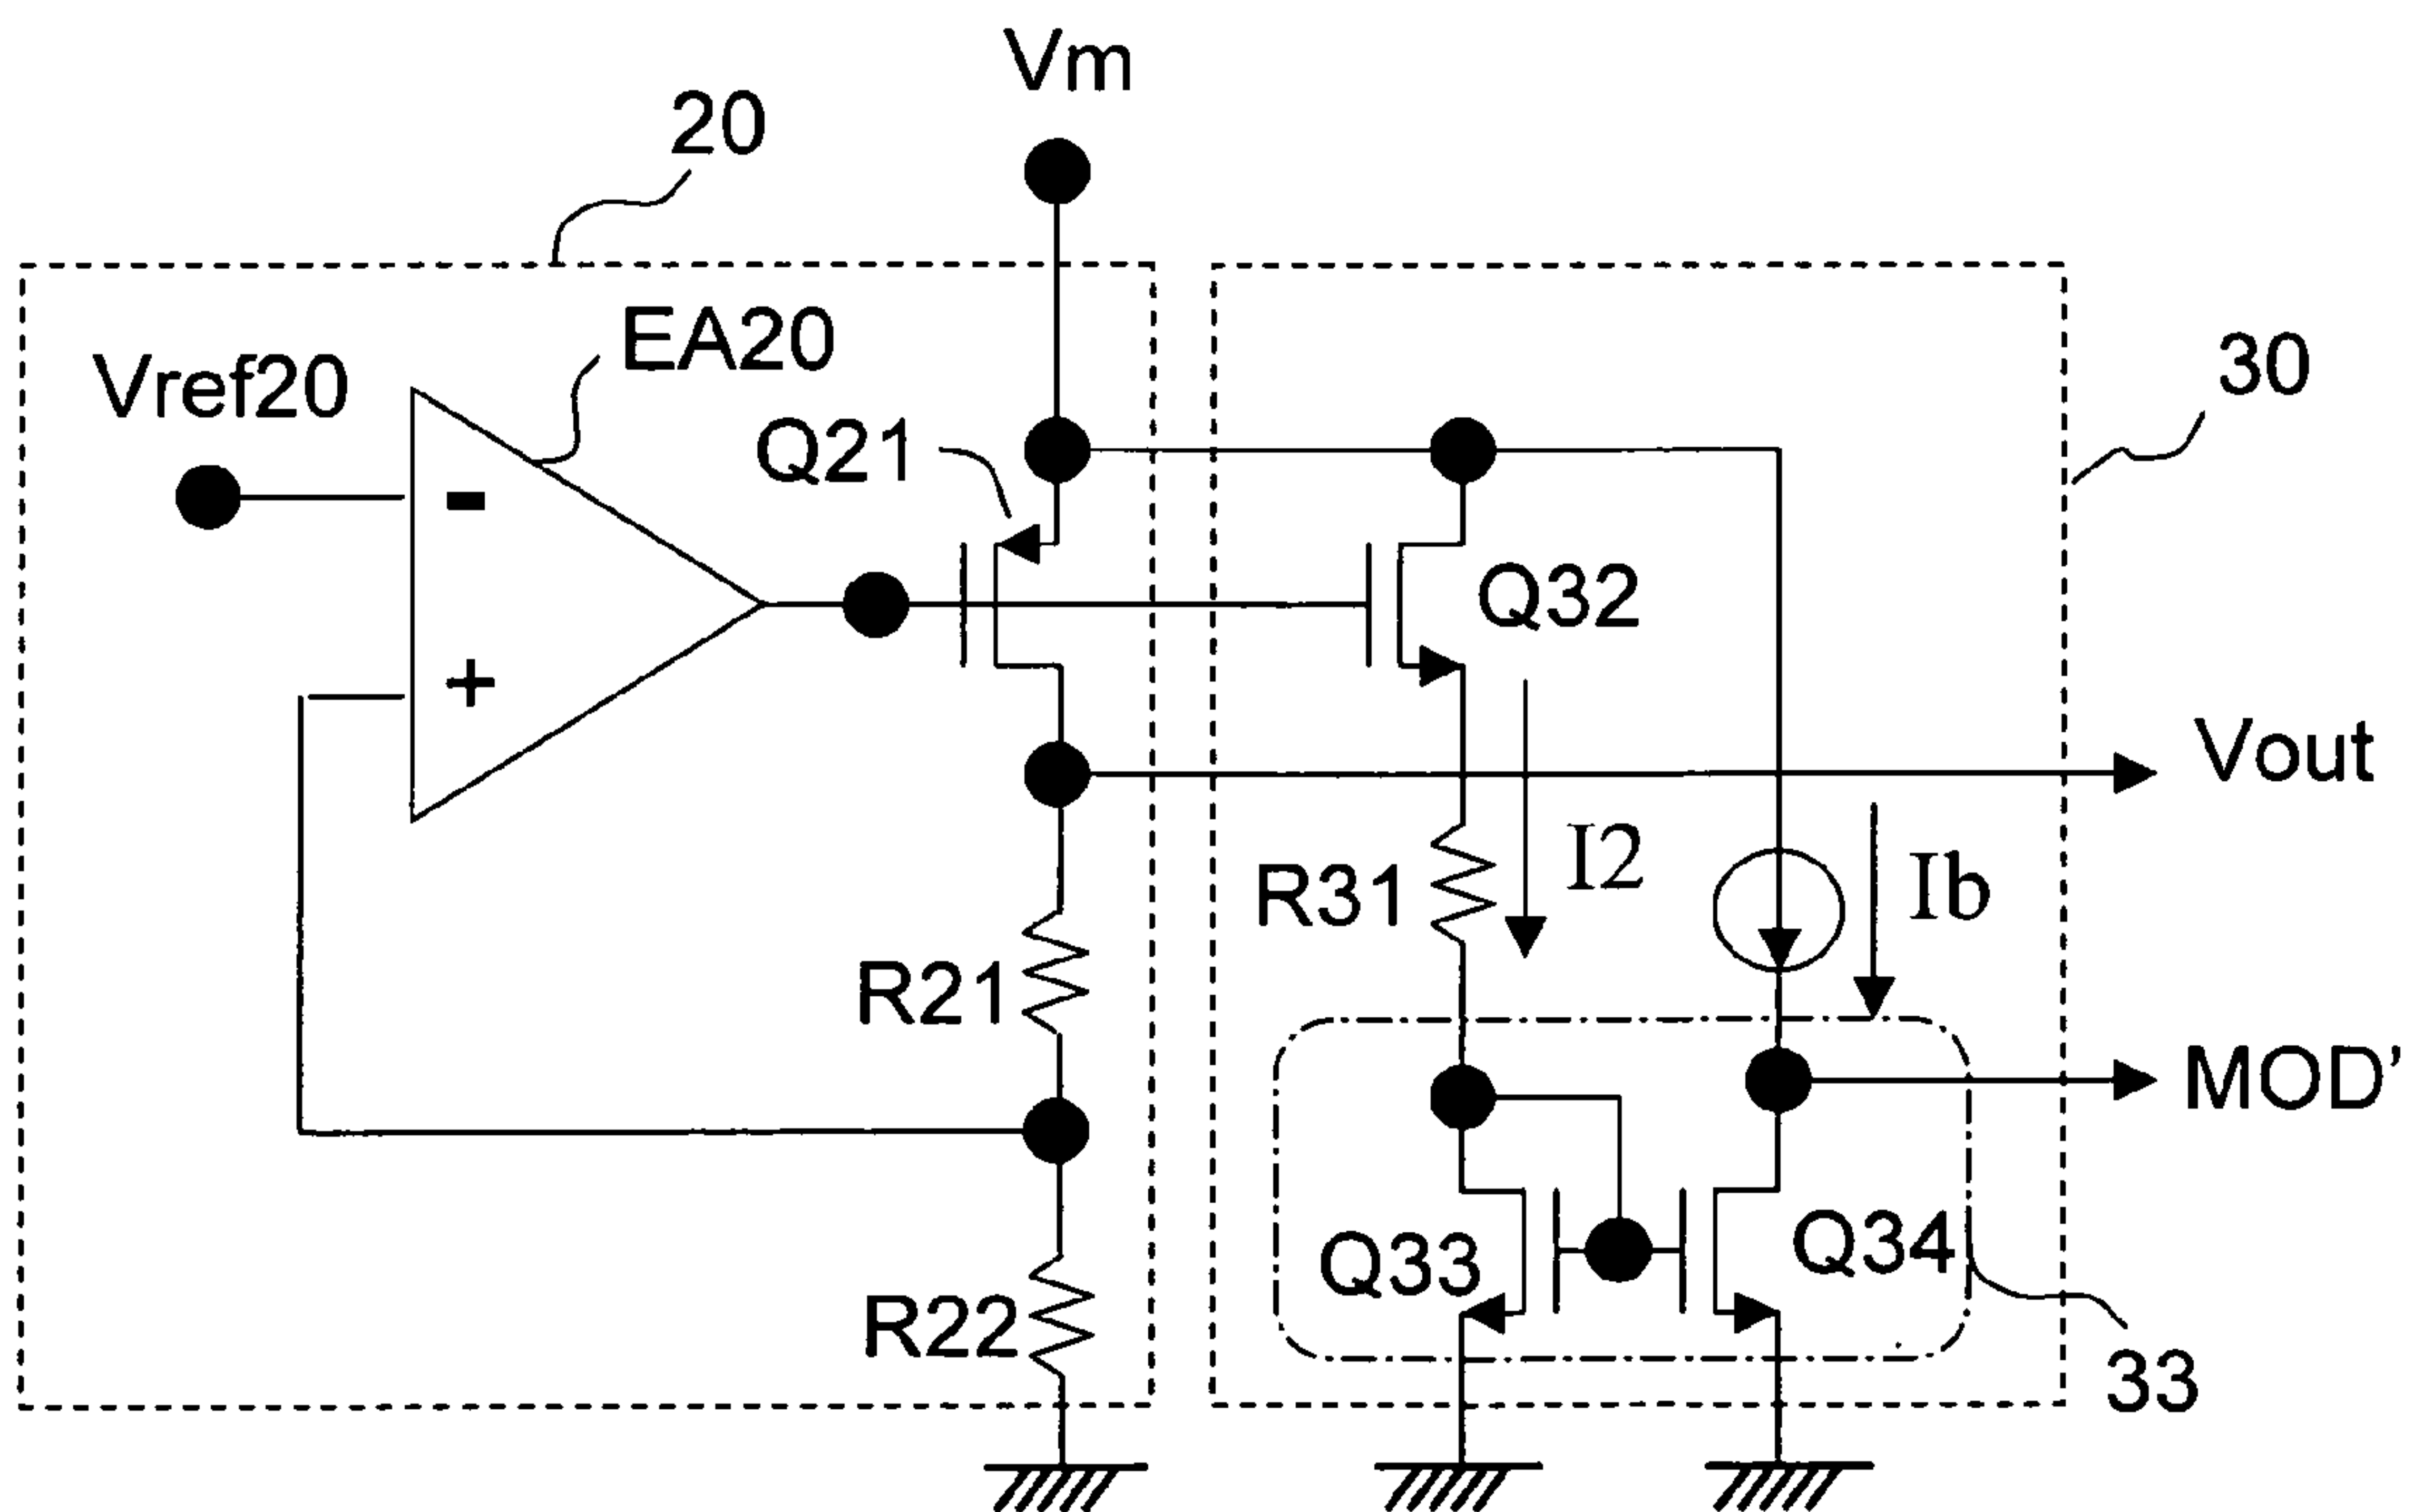 Vm
20
EA20
Vref20
Q21
30
-
Q32
+
Vout
I2
Ib
R31
R21
MOD'
Q33
Q34
R22
33